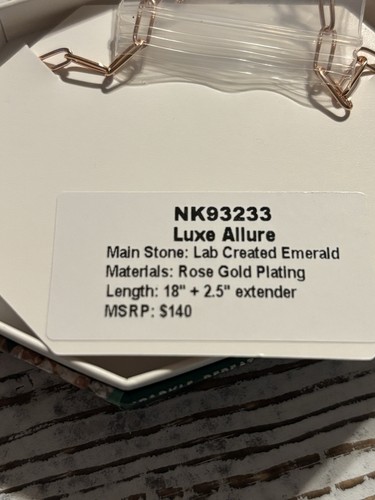 NK93233
Luxe Allure
Main Stone: Lab Created Emerald
Materials: Rose Gold Plating
Length: 18" + 2.5" extender
MSRP: $140